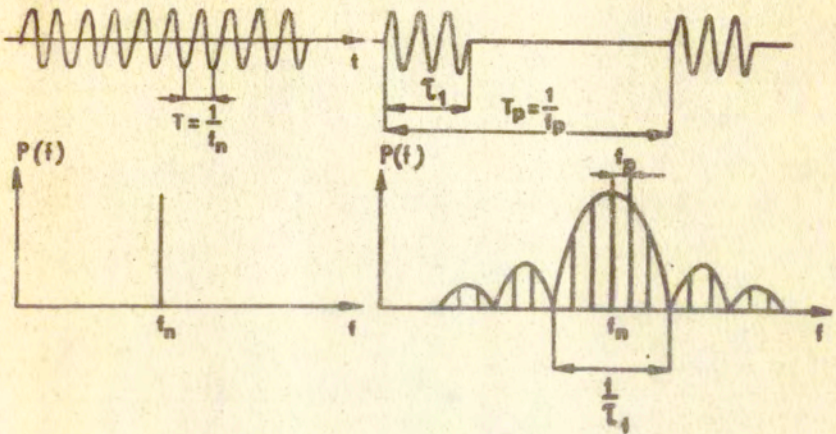 t
T = 1/fₙ
τ₁
Tₚ = 1/fₚ
P(f)
fₙ
f
P(f)
fₚ
fₙ
f
1/τ₁